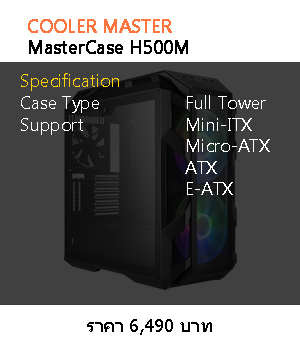 COOLER MASTER
MasterCase H500M
Specification
Case Type Full Tower
Support Mini-ITX
Micro-ATX
ATX
E-ATX
ราคา 6,490 บาท